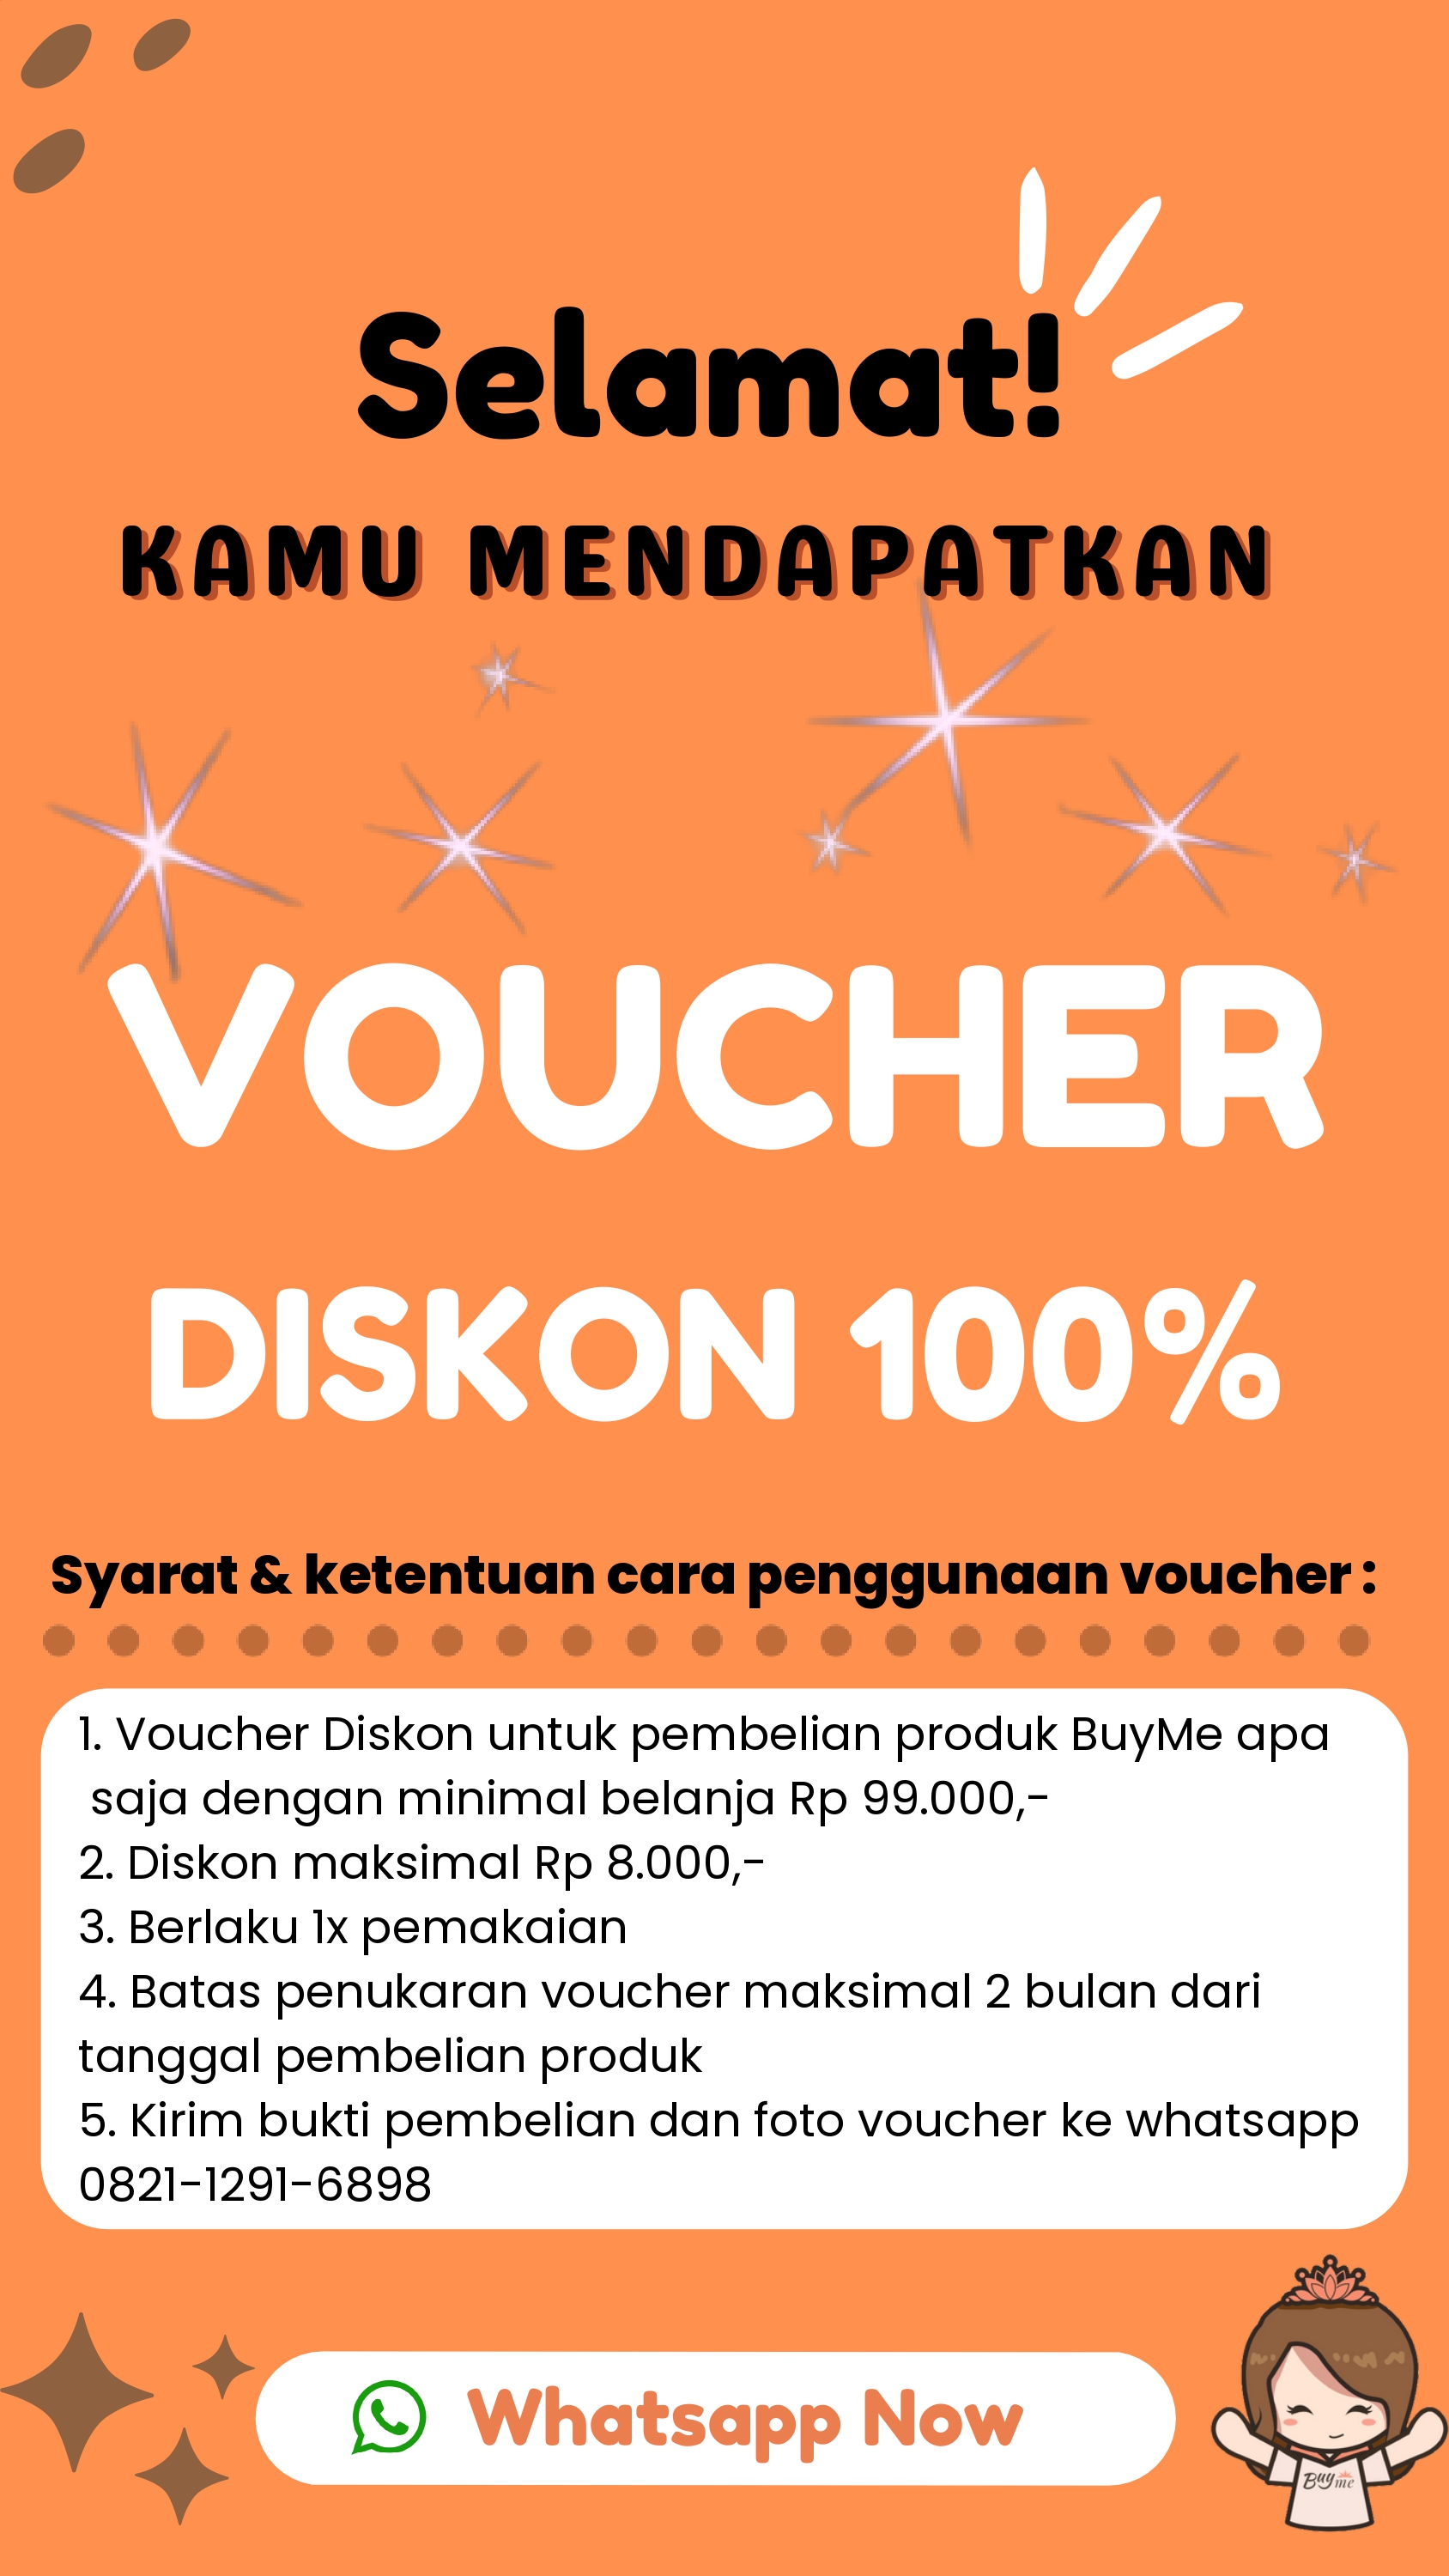 Selamat!
KAMU MENDAPATKAN
VOUCHER
DISKON 100%
Syarat & ketentuan cara penggunaan voucher :
1. Voucher Diskon untuk pembelian produk BuyMe apa
saja dengan minimal belanja Rp 99.000,-
2. Diskon maksimal Rp 8.000,-
3. Berlaku 1x pemakaian
4. Batas penukaran voucher maksimal 2 bulan dari
tanggal pembelian produk
5. Kirim bukti pembelian dan foto voucher ke whatsapp
0821-1291-6898
Whatsapp Now
Buyme